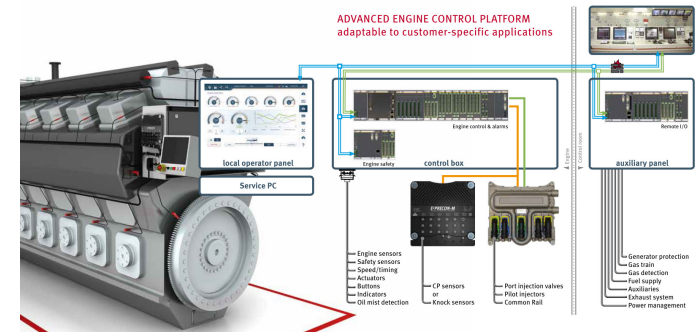 ADVANCED ENGINE CONTROL PLATFORM
adaptable to customer-specific applications
Engine
Control room
Engine control & alarms
Remote I/O
Engine safety
local operator panel
control box
auxiliary panel
Service PC
PRECON-M
Engine sensors
Safety sensors
Speed/timing
Actuators
Buttons
Indicators
Oil mist detection
CP sensors
or
Knock sensors
Port injection valves
Pilot injectors
Common Rail
Generator protection
Gas train
Gas detection
Fuel supply
Auxiliaries
Exhaust system
Power management